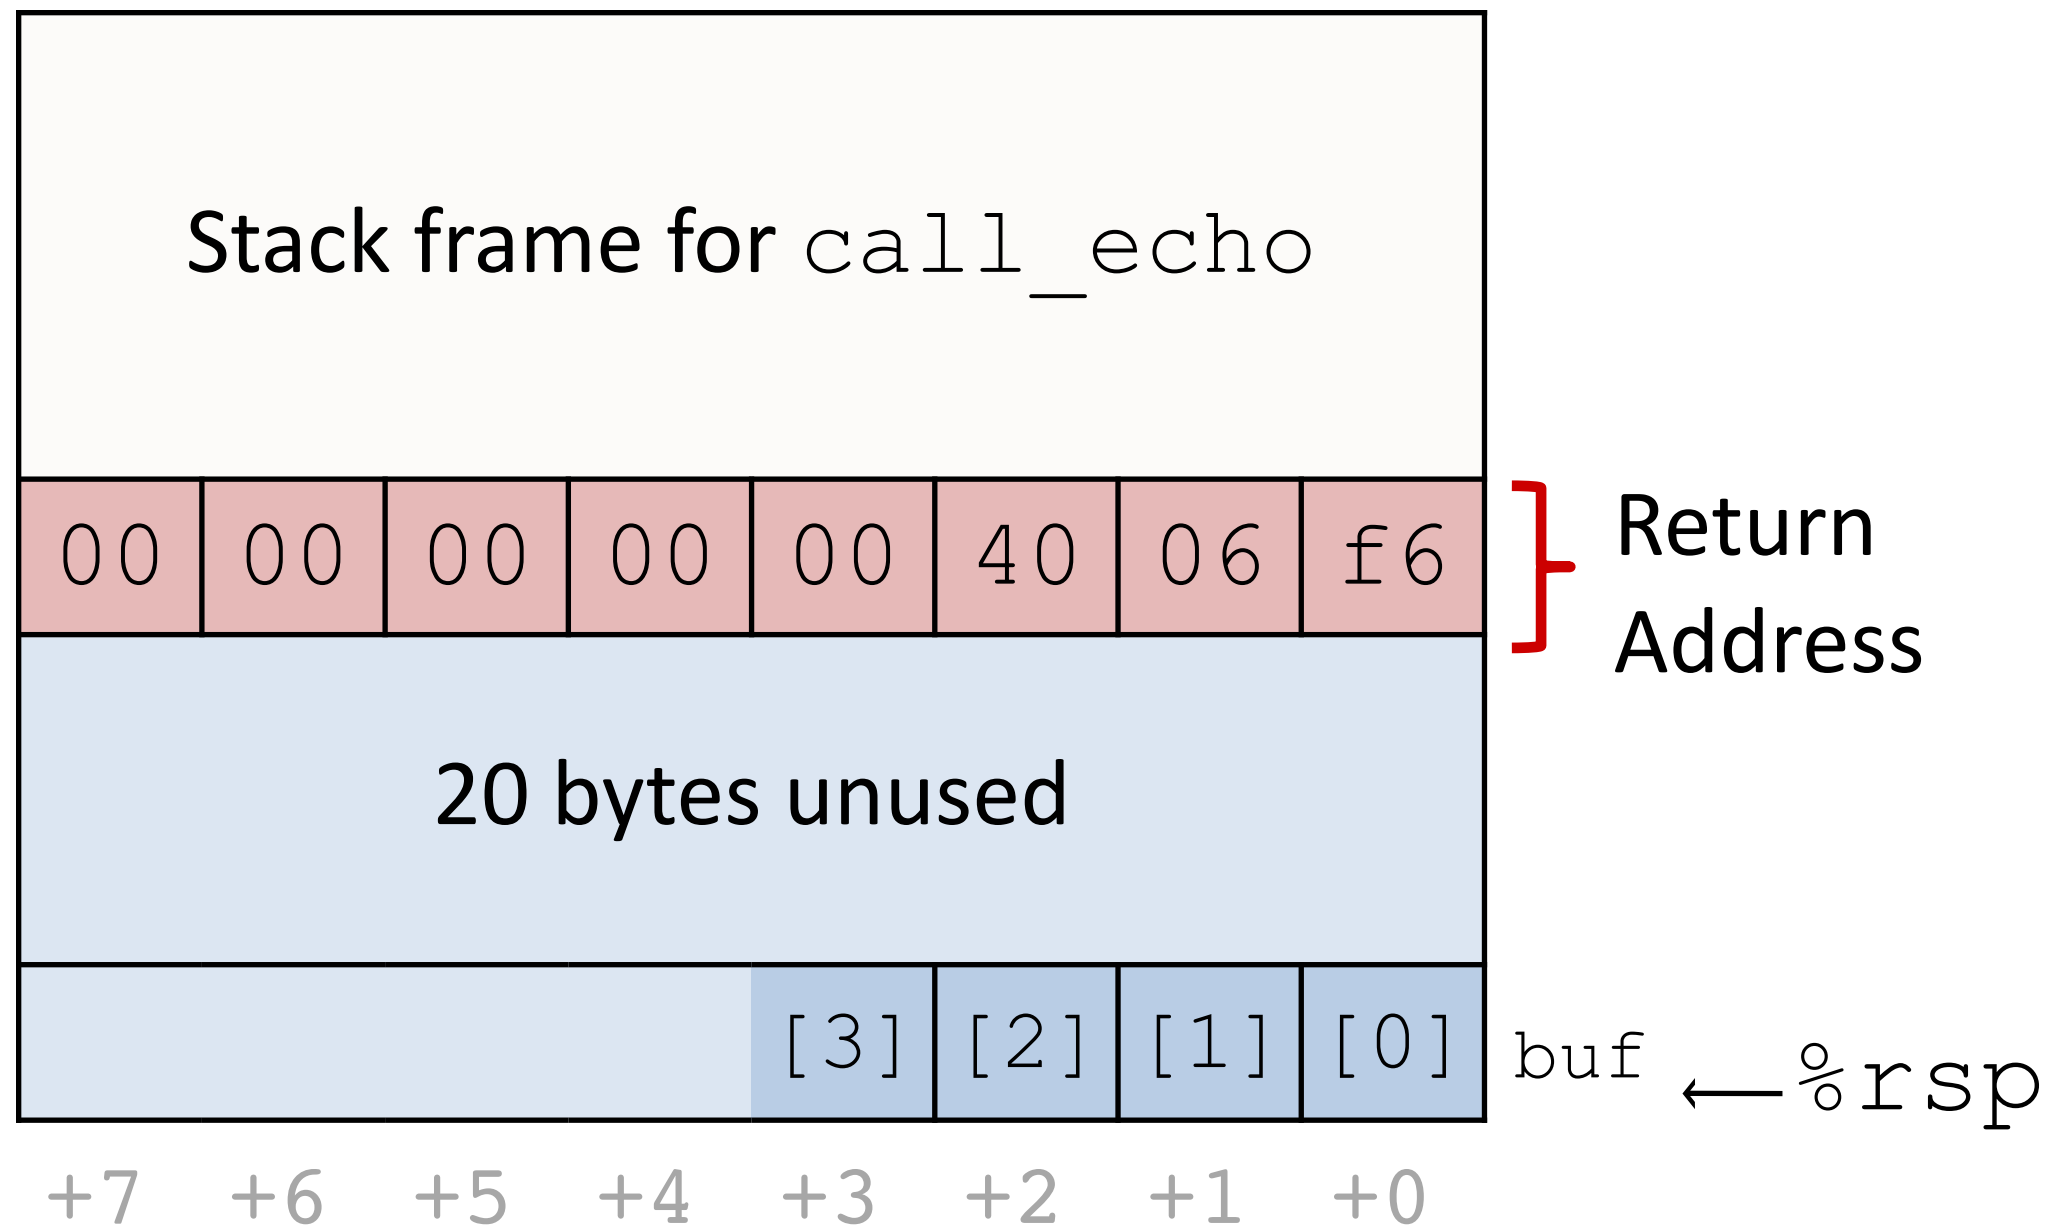 Stack frame for call_echo
00 00 00 00 00 40 06 f6
Return
Address
20 bytes unused
[3] [2] [1] [0]
buf ←%rsp
+7 +6 +5 +4 +3 +2 +1 +0